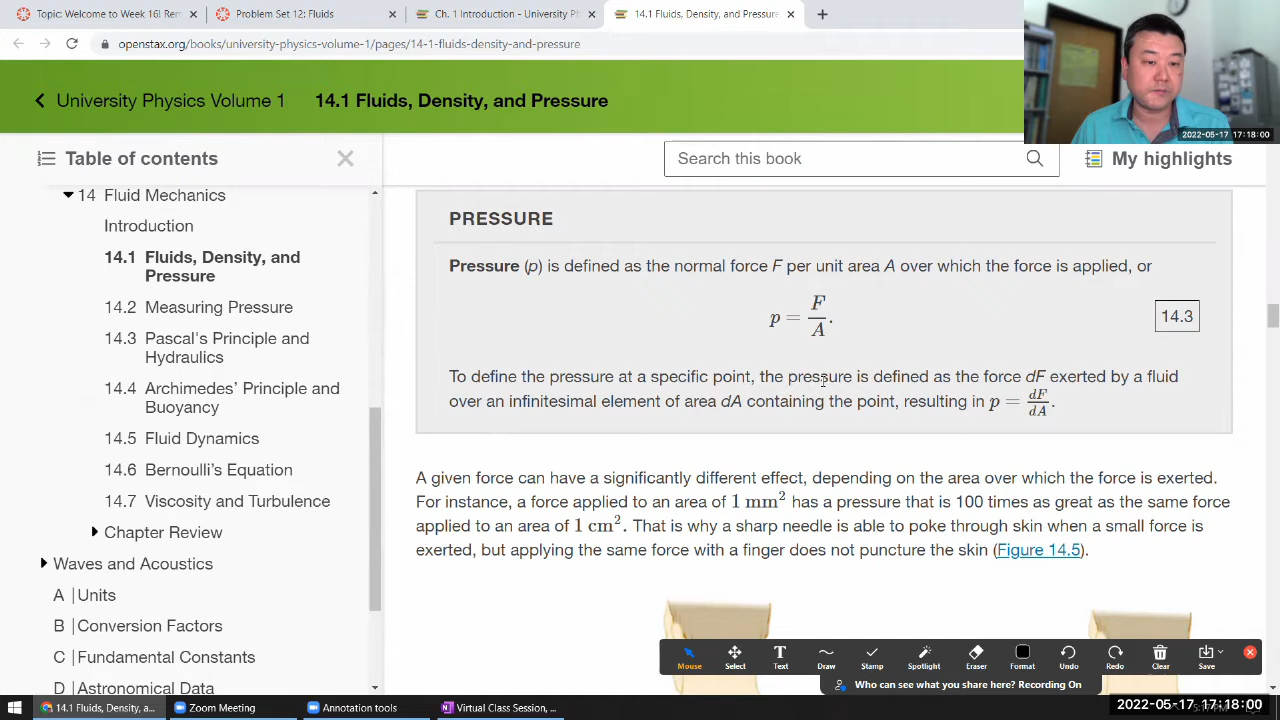 Topic: Welcome to Week 16! Ren
Problem Set 12: Fluids
Ch. 1 Introduction - University Ph
14.1 Fluids, Density, and Pressure
openstax.org/books/university-physics-volume-1/pages/14-1-fluids-density-and-pressure
2022-05-17 17:18:00
University Physics Volume 1
14.1 Fluids, Density, and Pressure
Table of contents
Search this book
My highlights
14 Fluid Mechanics
Introduction
14.1 Fluids, Density, and
Pressure
14.2 Measuring Pressure
14.3 Pascal's Principle and
Hydraulics
14.4 Archimedes' Principle and
Buoyancy
14.5 Fluid Dynamics
14.6 Bernoulli's Equation
14.7 Viscosity and Turbulence
Chapter Review
Waves and Acoustics
A | Units
B | Conversion Factors
C | Fundamental Constants
D | Astronomical Data
PRESSURE
Pressure (p) is defined as the normal force F per unit area A over which the force is applied, or
p = F/A.
14.3
To define the pressure at a specific point, the pressure is defined as the force dF exerted by a fluid
over an infinitesimal element of area dA containing the point, resulting in p = dF/dA.
A given force can have a significantly different effect, depending on the area over which the force is exerted.
For instance, a force applied to an area of 1 mm² has a pressure that is 100 times as great as the same force
applied to an area of 1 cm². That is why a sharp needle is able to poke through skin when a small force is
exerted, but applying the same force with a finger does not puncture the skin (Figure 14.5).
Mouse Select Text Draw Stamp Spotlight Eraser Format Undo Redo Clear Save
Who can see what you share here? Recording On
14.1 Fluids, Density, a...
Zoom Meeting
Annotation tools
Virtual Class Session, ...
2022-05-17 17:18:00